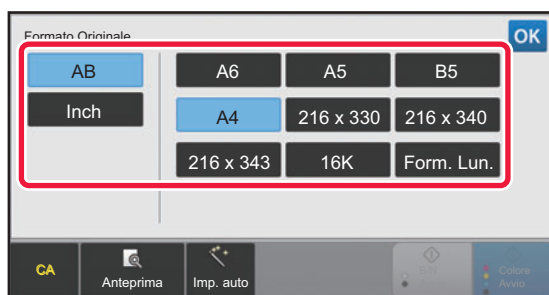 Formato Originale
OK
AB
A6
A5
B5
Inch
A4
216 x 330
216 x 340
216 x 343
16K
Form. Lun.
CA
Anteprima
Imp. auto
Colore
Avvio